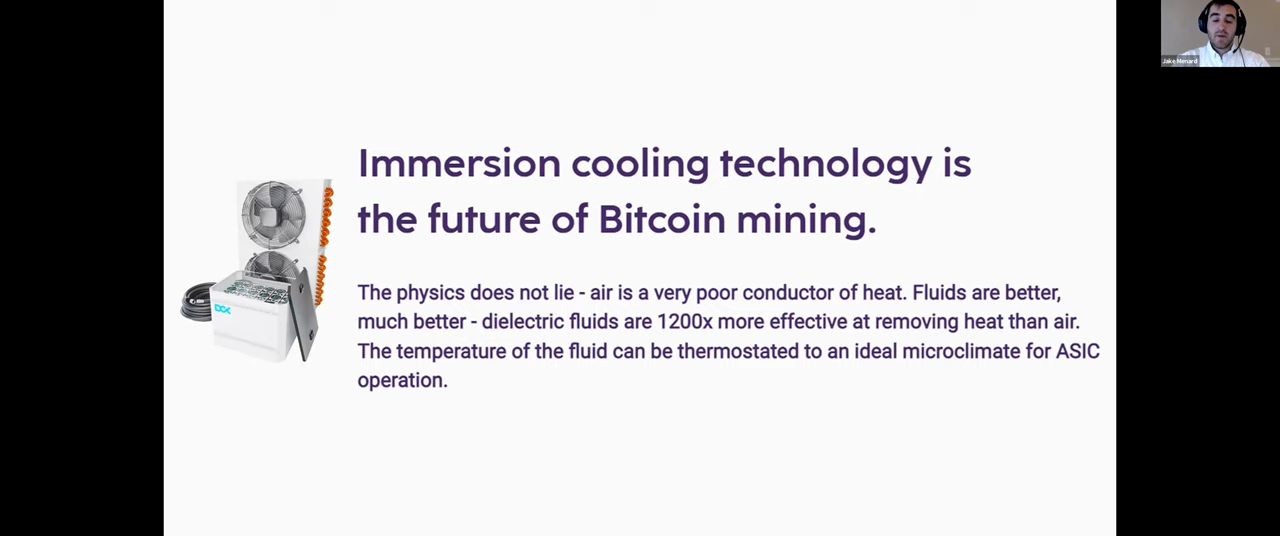 Jake Menard
Immersion cooling technology is
the future of Bitcoin mining.
The physics does not lie - air is a very poor conductor of heat. Fluids are better,
much better - dielectric fluids are 1200x more effective at removing heat than air.
The temperature of the fluid can be thermostated to an ideal microclimate for ASIC
operation.